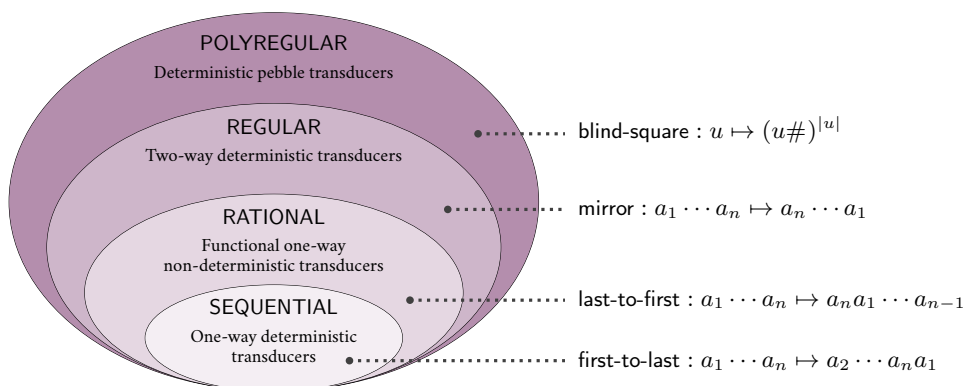 POLYREGULAR
Deterministic pebble transducers
REGULAR
Two-way deterministic transducers
RATIONAL
Functional one-way
non-deterministic transducers
SEQUENTIAL
One-way deterministic
transducers
blind-square : u ↦ (u#)^{|u|}
mirror : a₁ ⋯ aₙ ↦ aₙ ⋯ a₁
last-to-first : a₁ ⋯ aₙ ↦ aₙa₁ ⋯ aₙ₋₁
first-to-last : a₁ ⋯ aₙ ↦ a₂ ⋯ aₙa₁